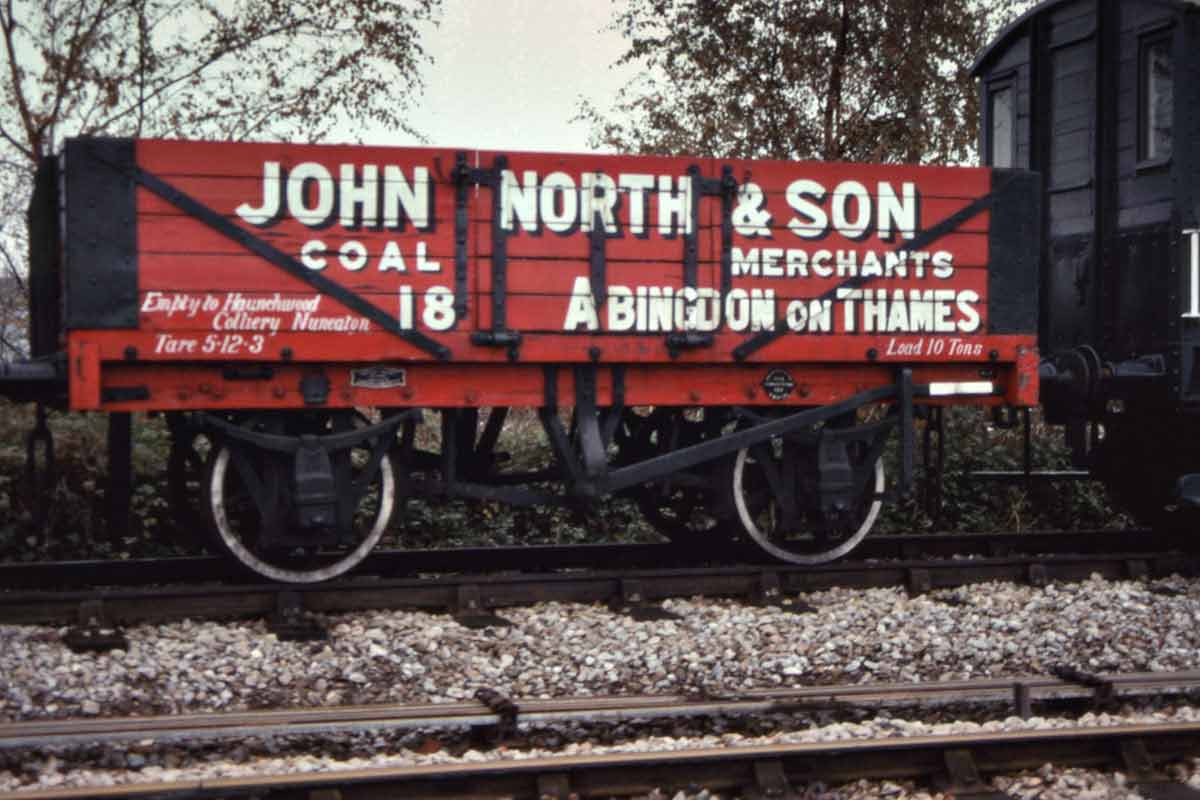 JOHN NORTH & SON
COAL MERCHANTS
18 ABINGDON ON THAMES
Empty to Haunchwood
Colliery Nuneaton
Tare 5·12·3
Load 10 Tons